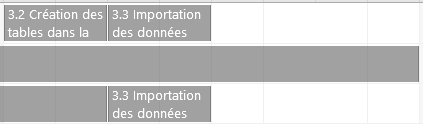 3.2 Création des
tables dans la
3.3 Importation
des données
3.3 Importation
des données